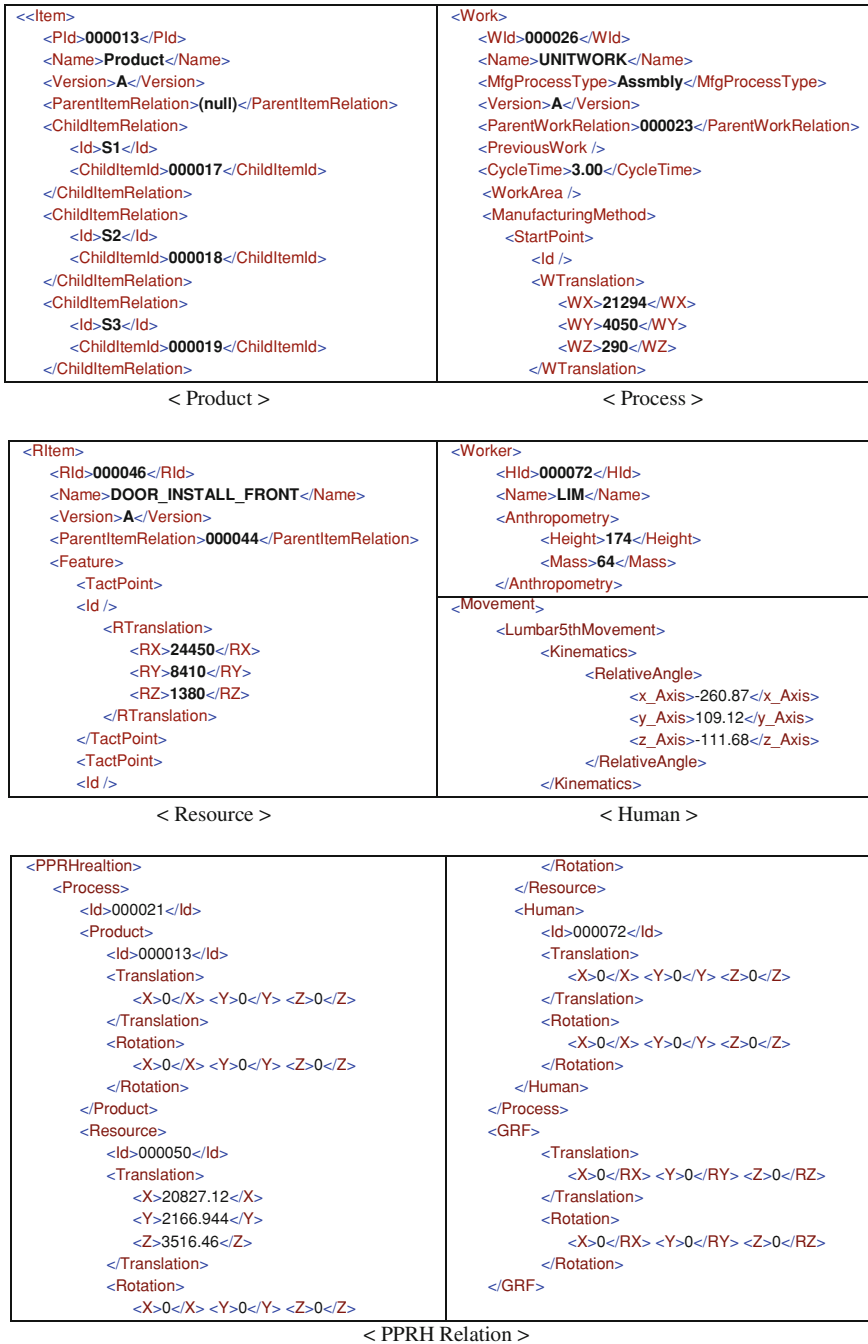 <<Item>
<PId>000013</PId>
<Name>Product</Name>
<Version>A</Version>
<ParentItemRelation>(null)</ParentItemRelation>
<ChildItemRelation>
<Id>S1</Id>
<ChildItemId>000017</ChildItemId>
</ChildItemRelation>
<ChildItemRelation>
<Id>S2</Id>
<ChildItemId>000018</ChildItemId>
</ChildItemRelation>
<ChildItemRelation>
<Id>S3</Id>
<ChildItemId>000019</ChildItemId>
</ChildItemRelation>
< Product >
<Work>
<WId>000026</WId>
<Name>UNITWORK</Name>
<MfgProcessType>Assmbly</MfgProcessType>
<Version>A</Version>
<ParentWorkRelation>000023</ParentWorkRelation>
<PreviousWork />
<CycleTime>3.00</CycleTime>
<WorkArea />
<ManufacturingMethod>
<StartPoint>
<Id />
<WTranslation>
<WX>21294</WX>
<WY>4050</WY>
<WZ>290</WZ>
</WTranslation>
< Process >
<RItem>
<RId>000046</RId>
<Name>DOOR_INSTALL_FRONT</Name>
<Version>A</Version>
<ParentItemRelation>000044</ParentItemRelation>
<Feature>
<TactPoint>
<Id />
<RTranslation>
<RX>24450</RX>
<RY>8410</RY>
<RZ>1380</RZ>
</RTranslation>
</TactPoint>
<TactPoint>
<Id />
< Resource >
<Worker>
<HId>000072</HId>
<Name>LIM</Name>
<Anthropometry>
<Height>174</Height>
<Mass>64</Mass>
</Anthropometry>
<Movement>
<Lumbar5thMovement>
<Kinematics>
<RelativeAngle>
<x_Axis>-260.87</x_Axis>
<y_Axis>109.12</y_Axis>
<z_Axis>-111.68</z_Axis>
</RelativeAngle>
</Kinematics>
< Human >
<PPRHrealtion>
<Process>
<Id>000021</Id>
<Product>
<Id>000013</Id>
<Translation>
<X>0</X> <Y>0</Y> <Z>0</Z>
</Translation>
<Rotation>
<X>0</X> <Y>0</Y> <Z>0</Z>
</Rotation>
</Product>
<Resource>
<Id>000050</Id>
<Translation>
<X>20827.12</X>
<Y>2166.944</Y>
<Z>3516.46</Z>
</Translation>
<Rotation>
<X>0</X> <Y>0</Y> <Z>0</Z>
</Rotation>
</Resource>
<Human>
<Id>000072</Id>
<Translation>
<X>0</X> <Y>0</Y> <Z>0</Z>
</Translation>
<Rotation>
<X>0</X> <Y>0</Y> <Z>0</Z>
</Rotation>
</Human>
</Process>
<GRF>
<Translation>
<X>0</RX> <Y>0</RY> <Z>0</RZ>
</Translation>
<Rotation>
<X>0</RX> <Y>0</RY> <Z>0</RZ>
</Rotation>
</GRF>
< PPRH Relation >